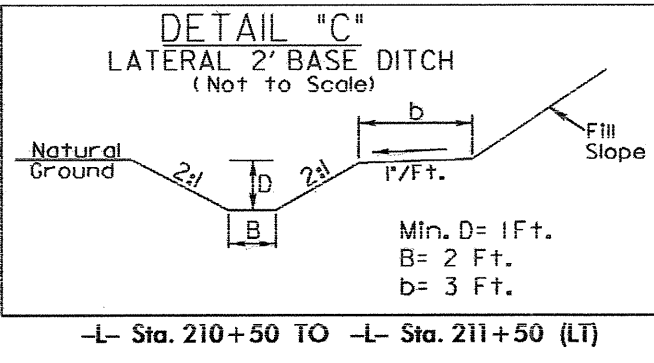 DETAIL "C"
LATERAL 2' BASE DITCH
(Not to Scale)
b
Natural
Ground
2:1
D
2:1
1"/Ft.
Fill
Slope
B
Min. D= 1Ft.
B= 2 Ft.
b= 3 Ft.
-L- Sta. 210+50 TO -L- Sta. 211+50 (LT)